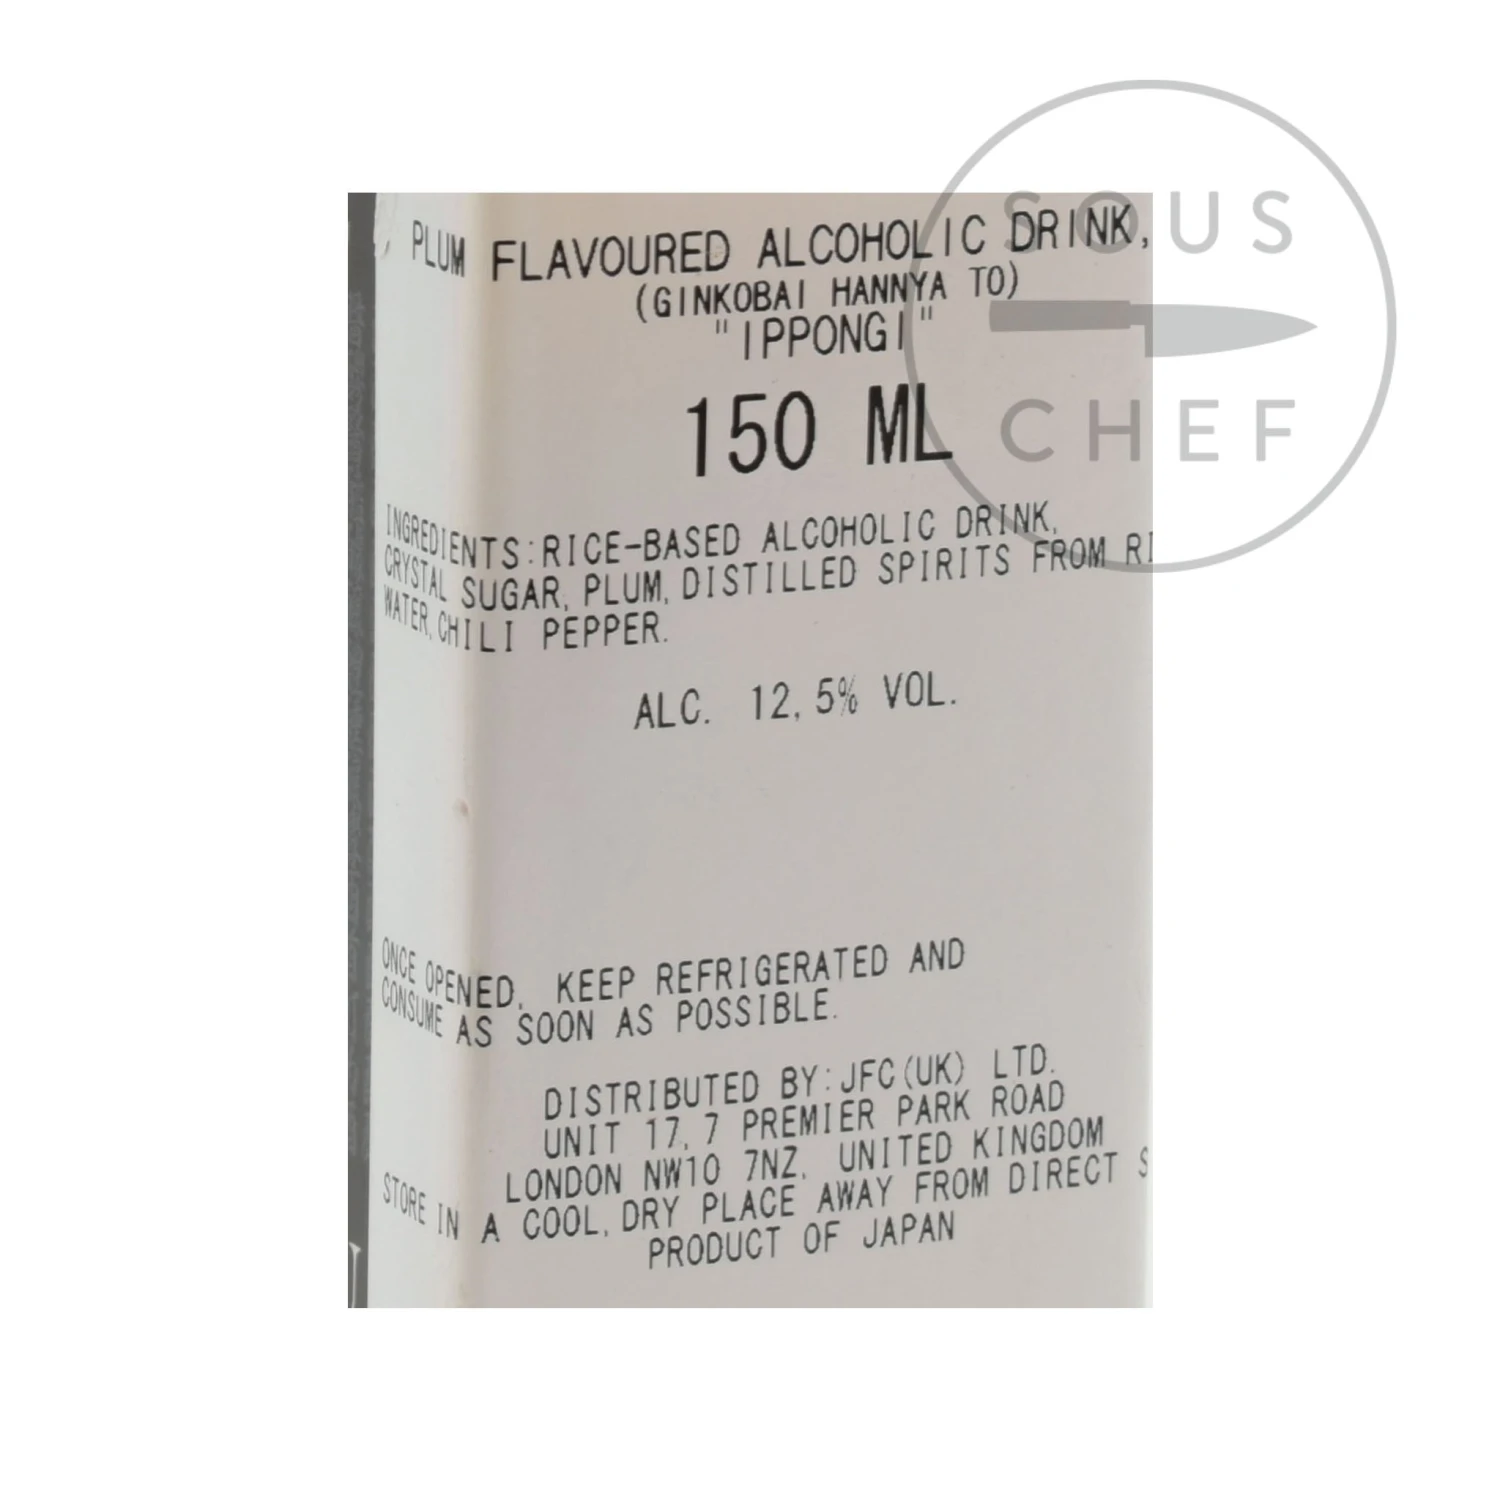 PLUM FLAVOURED ALCOHOLIC DRINK,
(GINKOBAI HANNYA TO)
"IPPONGI"
150 ML
INGREDIENTS:RICE-BASED ALCOHOLIC DRINK,
CRYSTAL SUGAR, PLUM, DISTILLED SPIRITS FROM RI
WATER, CHILI PEPPER.
ALC. 12,5% VOL.
ONCE OPENED, KEEP REFRIGERATED AND
CONSUME AS SOON AS POSSIBLE.
DISTRIBUTED BY:JFC(UK) LTD.
UNIT 17, 7 PREMIER PARK ROAD
LONDON NW10 7NZ, UNITED KINGDOM
STORE IN A COOL, DRY PLACE AWAY FROM DIRECT S
PRODUCT OF JAPAN
SOUS
CHEF